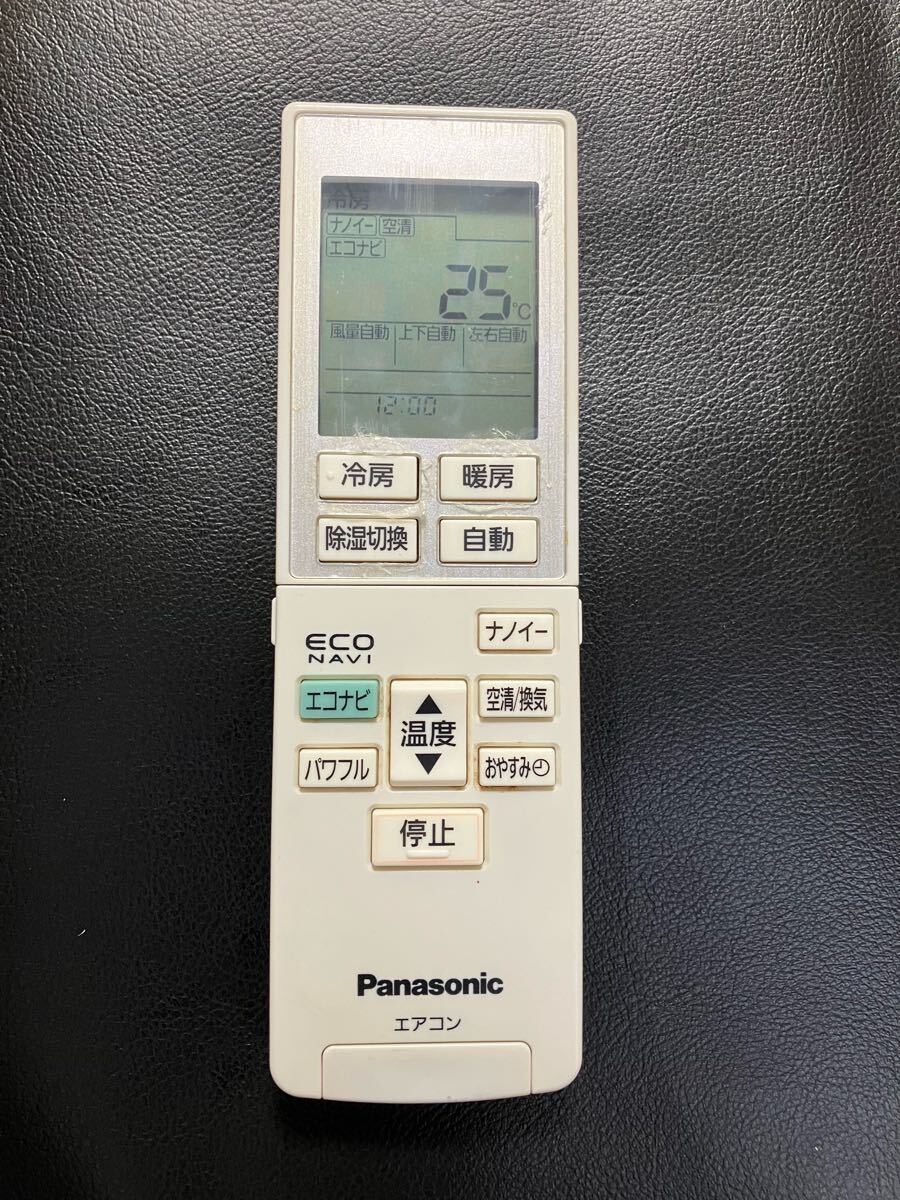 冷房
ナノイー 空清
エコナビ
25℃
風量自動 上下自動 左右自動
12:00
冷房 暖房
除湿切換 自動
ECO
NAVI
ナノイー
エコナビ 温度 空清/換気
パワフル おやすみ
停止
Panasonic
エアコン